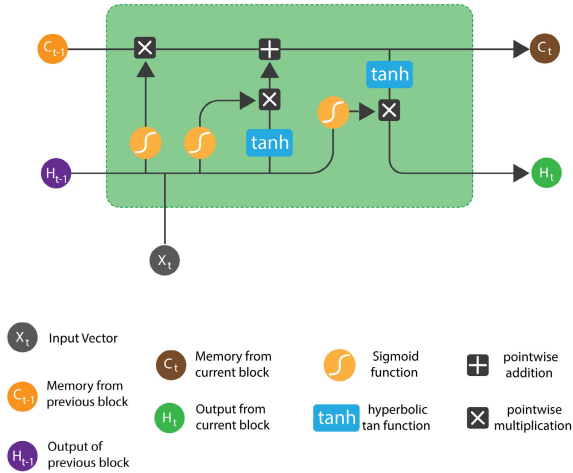 C t-1
C t
tanh
tanh
H t-1
H t
X t
X t
Input Vector
C t-1
Memory from
previous block
H t-1
Output of
previous block
C t
Memory from
current block
H t
Output from
current block
Sigmoid
function
tanh
hyperbolic
tan function
pointwise
addition
pointwise
multiplication